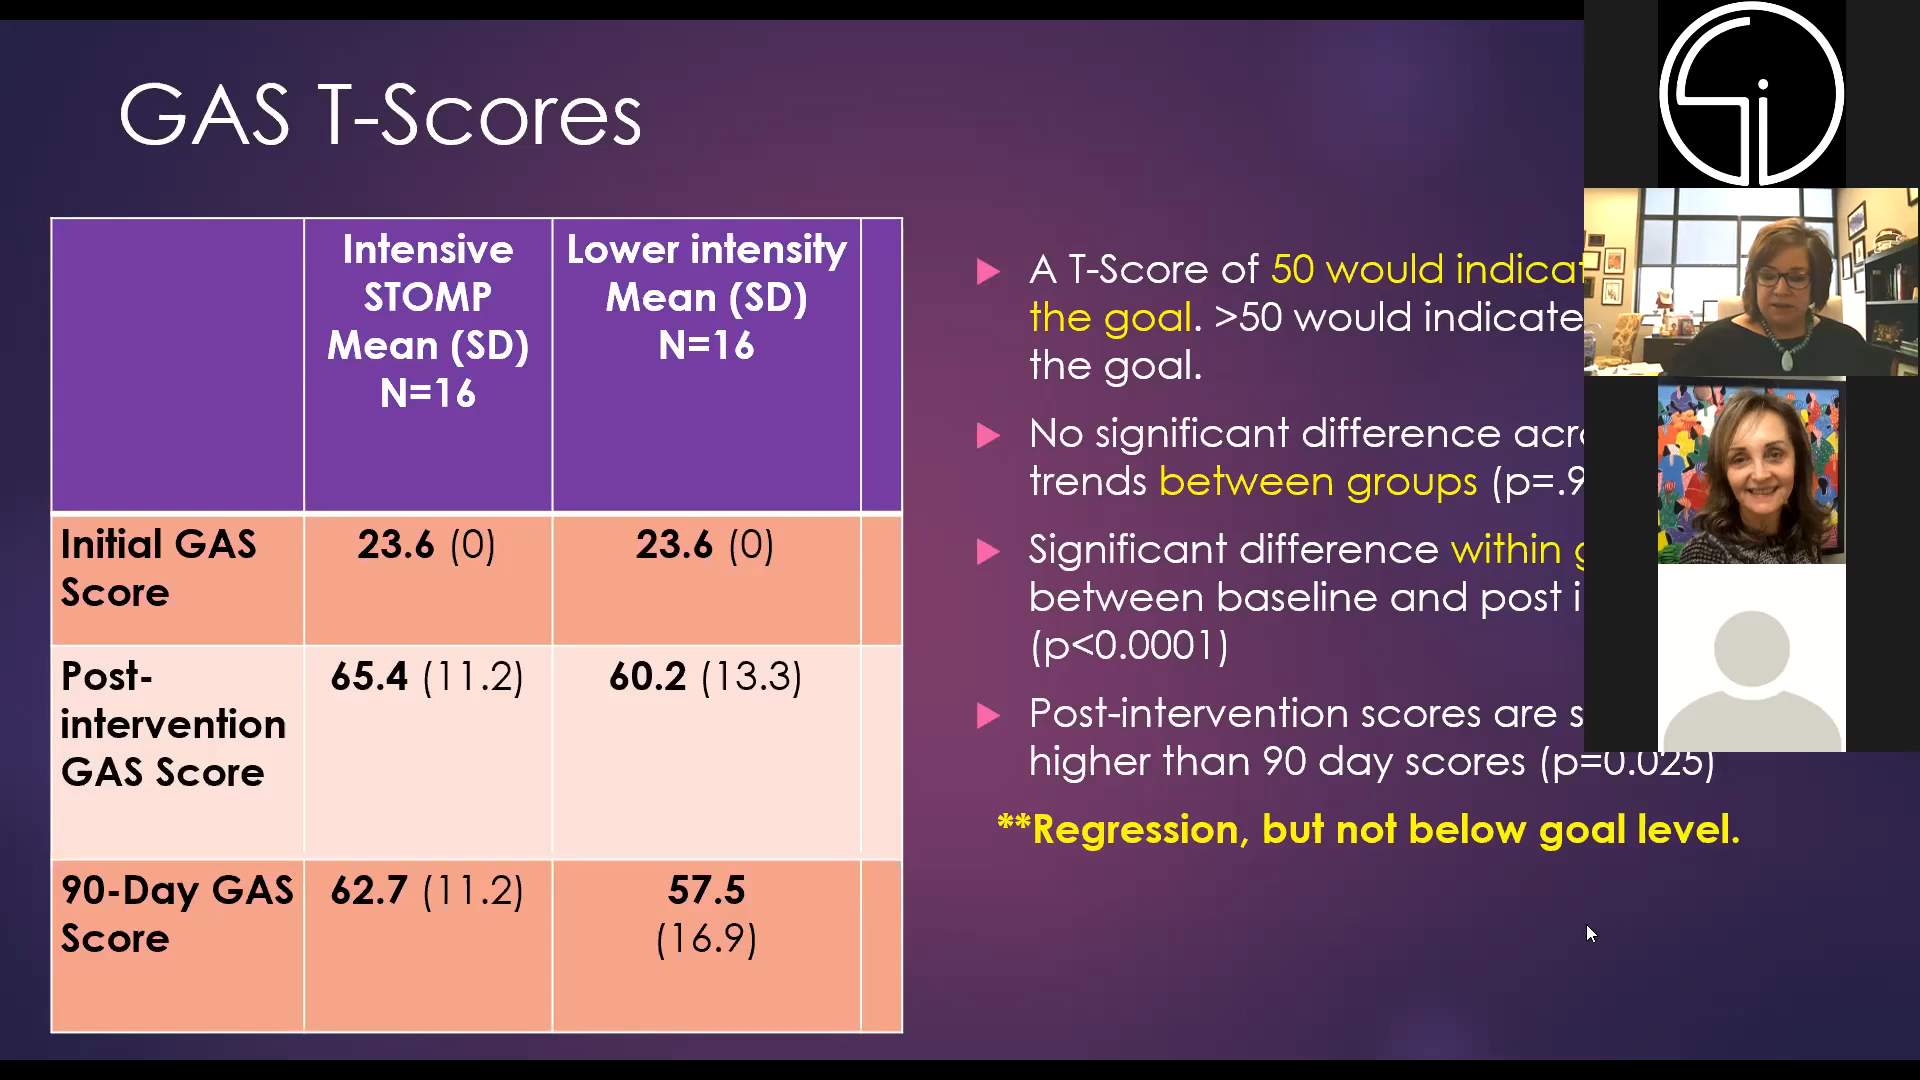 GAS T-Scores
Intensive
STOMP
Mean (SD)
N=16
Lower intensity
Mean (SD)
N=16
Initial GAS
Score
23.6 (0)
23.6 (0)
Post-
intervention
GAS Score
65.4 (11.2)
60.2 (13.3)
90-Day GAS
Score
62.7 (11.2)
57.5
(16.9)
A T-Score of 50 would
the goal. >50 would indicate
the goal.
No significant difference
trends between groups
Significant difference within
between baseline and post
(p<0.0001)
Post-intervention scores are
higher than 90 day scores (p=0.025)
**Regression, but not below goal level.